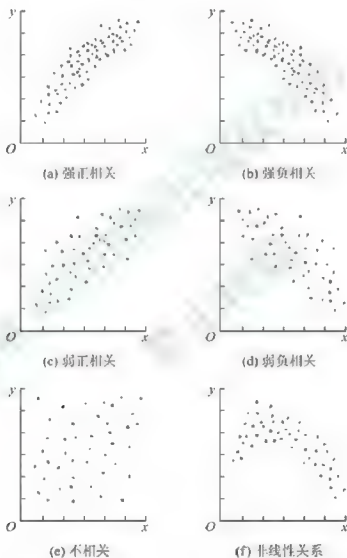 y y
O x O x
(a) 强正相关 (b) 强负相关
y y
O x O x
(c) 弱正相关 (d) 弱负相关
y y
O x O x
(e) 不相关 (f) 非线性关系